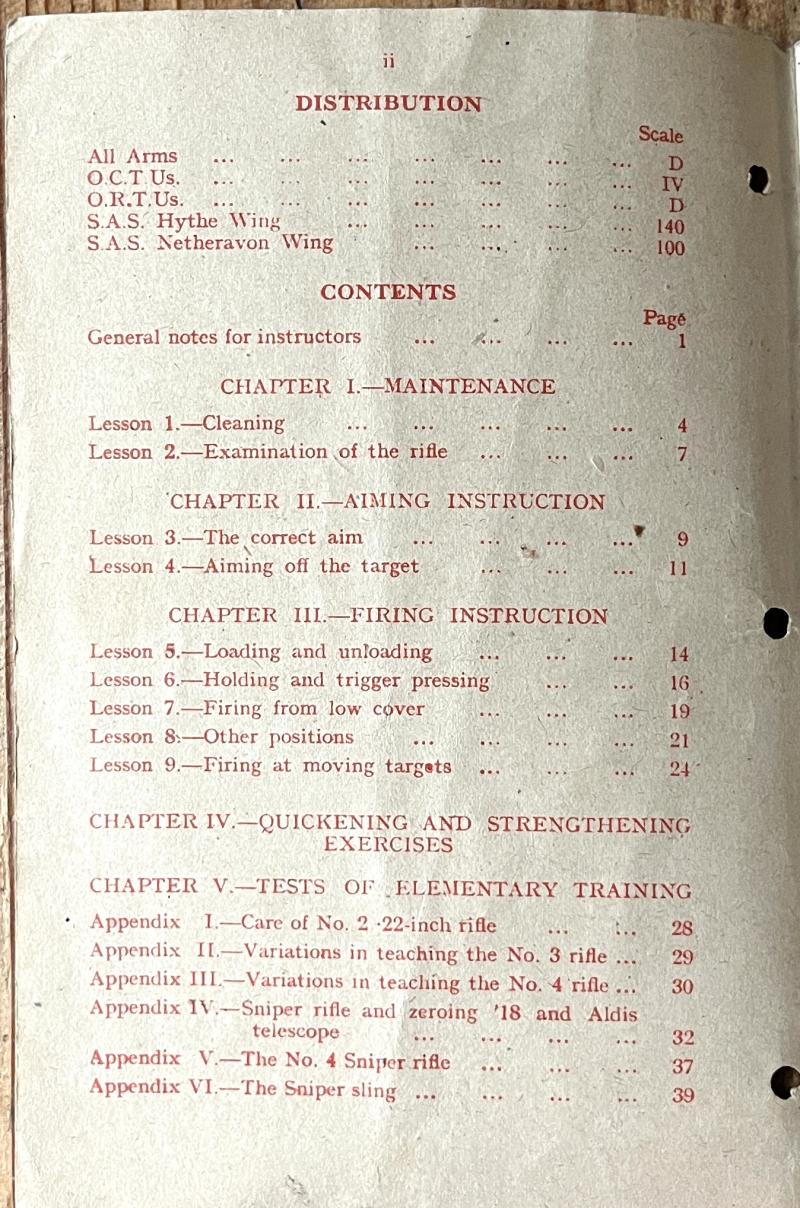 ii
DISTRIBUTION
Scale
All Arms ... ... ... ... ... ... ... D
O.C.T.Us. ... ... ... ... ... ... ... IV
O.R.T.Us. ... ... ... ... ... ... ... D
S.A.S. Hythe Wing ... ... ... ... ... 140
S.A.S. Netheravon Wing ... ... ... ... 100
CONTENTS
Page
General notes for instructors ... ... ... ... 1
CHAPTER I.—MAINTENANCE
Lesson 1.—Cleaning ... ... ... ... ... 4
Lesson 2.—Examination of the rifle ... ... ... 7
CHAPTER II.—AIMING INSTRUCTION
Lesson 3.—The correct aim ... ... ... ... 9
Lesson 4.—Aiming off the target ... ... ... 11
CHAPTER III.—FIRING INSTRUCTION
Lesson 5.—Loading and unloading ... ... ... 14
Lesson 6.—Holding and trigger pressing ... ... 16
Lesson 7.—Firing from low cover ... ... ... 19
Lesson 8.—Other positions ... ... ... ... 21
Lesson 9.—Firing at moving targets ... ... ... 24
CHAPTER IV.—QUICKENING AND STRENGTHENING
EXERCISES
CHAPTER V.—TESTS OF ELEMENTARY TRAINING
Appendix I.—Care of No. 2 ·22-inch rifle ... ... 28
Appendix II.—Variations in teaching the No. 3 rifle ... 29
Appendix III.—Variations in teaching the No. 4 rifle ... 30
Appendix IV.—Sniper rifle and zeroing '18 and Aldis
telescope ... ... ... ... 32
Appendix V.—The No. 4 Sniper rifle ... ... ... 37
Appendix VI.—The Sniper sling ... ... ... ... 39